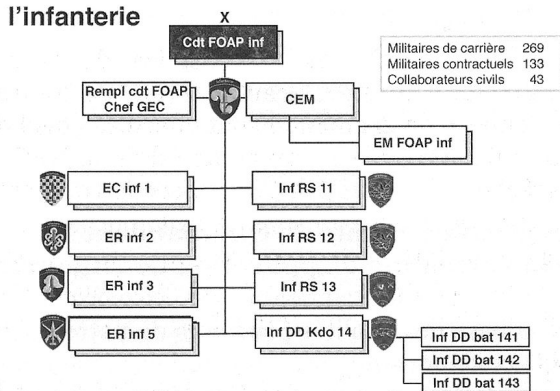 l'infanterie
X
Cdt FOAP inf
Militaires de carrière 269
Militaires contractuels 133
Collaborateurs civils 43
Rempl cdt FOAP
Chef GEC
CEM
EM FOAP inf
EC inf 1
Inf RS 11
ER inf 2
Inf RS 12
ER inf 3
Inf RS 13
ER inf 5
Inf DD Kdo 14
Inf DD bat 141
Inf DD bat 142
Inf DD bat 143